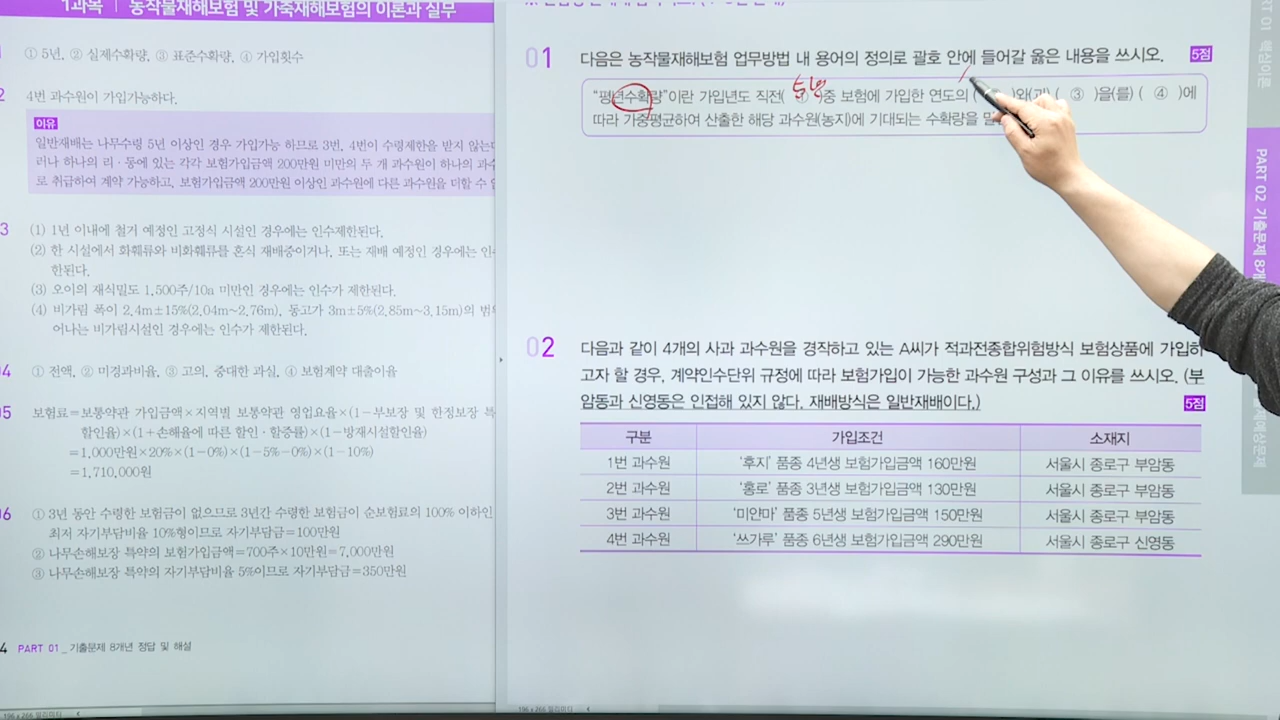 1과목 | 농작물재해보험 및 가축재해보험의 이론과 실무
① 5년, ② 실제수확량, ③ 표준수확량, ④ 가입횟수
2 4번 과수원이 가입가능하다.
이유
일반재배는 나무수령 5년 이상인 경우 가입가능 하므로 3번, 4번이 수령제한을 받지 않는
러나 하나의 리·동에 있는 각각 보험가입금액 200만원 미만의 두 개 과수원이 하나의 과수
로 취급하여 계약 가능하고, 보험가입금액 200만원 이상인 과수원에 다른 과수원을 더할 수
3 (1) 1년 이내에 철거 예정인 고정식 시설인 경우에는 인수제한된다.
(2) 한 시설에서 화훼류와 비화훼류를 혼식 재배중이거나, 또는 재배 예정인 경우에는 인
한된다.
(3) 오이의 재식밀도 1,500주/10a 미만인 경우에는 인수가 제한된다.
(4) 비가림 폭이 2.4m±15%(2.04m~2.76m), 동고가 3m±5%(2.85m~3.15m)의 범
어나는 비가림시설인 경우에는 인수가 제한된다.
04 ① 전액, ② 미경과비율, ③ 고의, 중대한 과실, ④ 보험계약 대출이율
05 보험료=보통약관 가입금액×지역별 보통약관 영업요율×(1-부보장 및 한정보장 특
할인율)×(1+손해율에 따른 할인·할증률)×(1-방재시설할인율)
=1,000만원×20%×(1-0%)×(1-5%-0%)×(1-10%)
=1,710,000원
06 ① 3년 동안 수령한 보험금이 없으므로 3년간 수령한 보험금이 순보험료의 100% 이하인
최저 자기부담비율 10%형이므로 자기부담금=100만원
② 나무손해보장 특약의 보험가입금액=700주×10만원=7,000만원
③ 나무손해보장 특약의 자기부담비율 5%이므로 자기부담금=350만원
4 PART 01 _ 기출문제 8개년 정답 및 해설
196 x 266 밀리미터
01 다음은 농작물재해보험 업무방법 내 용어의 정의로 괄호 안에 들어갈 옳은 내용을 쓰시오. 5점
5년
“평년수확량”이란 가입년도 직전( ① )중 보험에 가입한 연도의 ( )와(과) ( ③ )을(를) ( ④ )에
따라 가중평균하여 산출한 해당 과수원(농지)에 기대되는 수확량을
02 다음과 같이 4개의 사과 과수원을 경작하고 있는 A씨가 적과전종합위험방식 보험상품에 가입하
고자 할 경우, 계약인수단위 규정에 따라 보험가입이 가능한 과수원 구성과 그 이유를 쓰시오. (부
암동과 신영동은 인접해 있지 않다. 재배방식은 일반재배이다.) 5점
구분 가입조건 소재지
1번 과수원 ‘후지’ 품종 4년생 보험가입금액 160만원 서울시 종로구 부암동
2번 과수원 ‘홍로’ 품종 3년생 보험가입금액 130만원 서울시 종로구 부암동
3번 과수원 ‘미얀마’ 품종 5년생 보험가입금액 150만원 서울시 종로구 부암동
4번 과수원 ‘쓰가루’ 품종 6년생 보험가입금액 290만원 서울시 종로구 신영동
196 x 266 밀리미터
PART 01 핵심이론
PART 02 기출문제 8개
예상문제